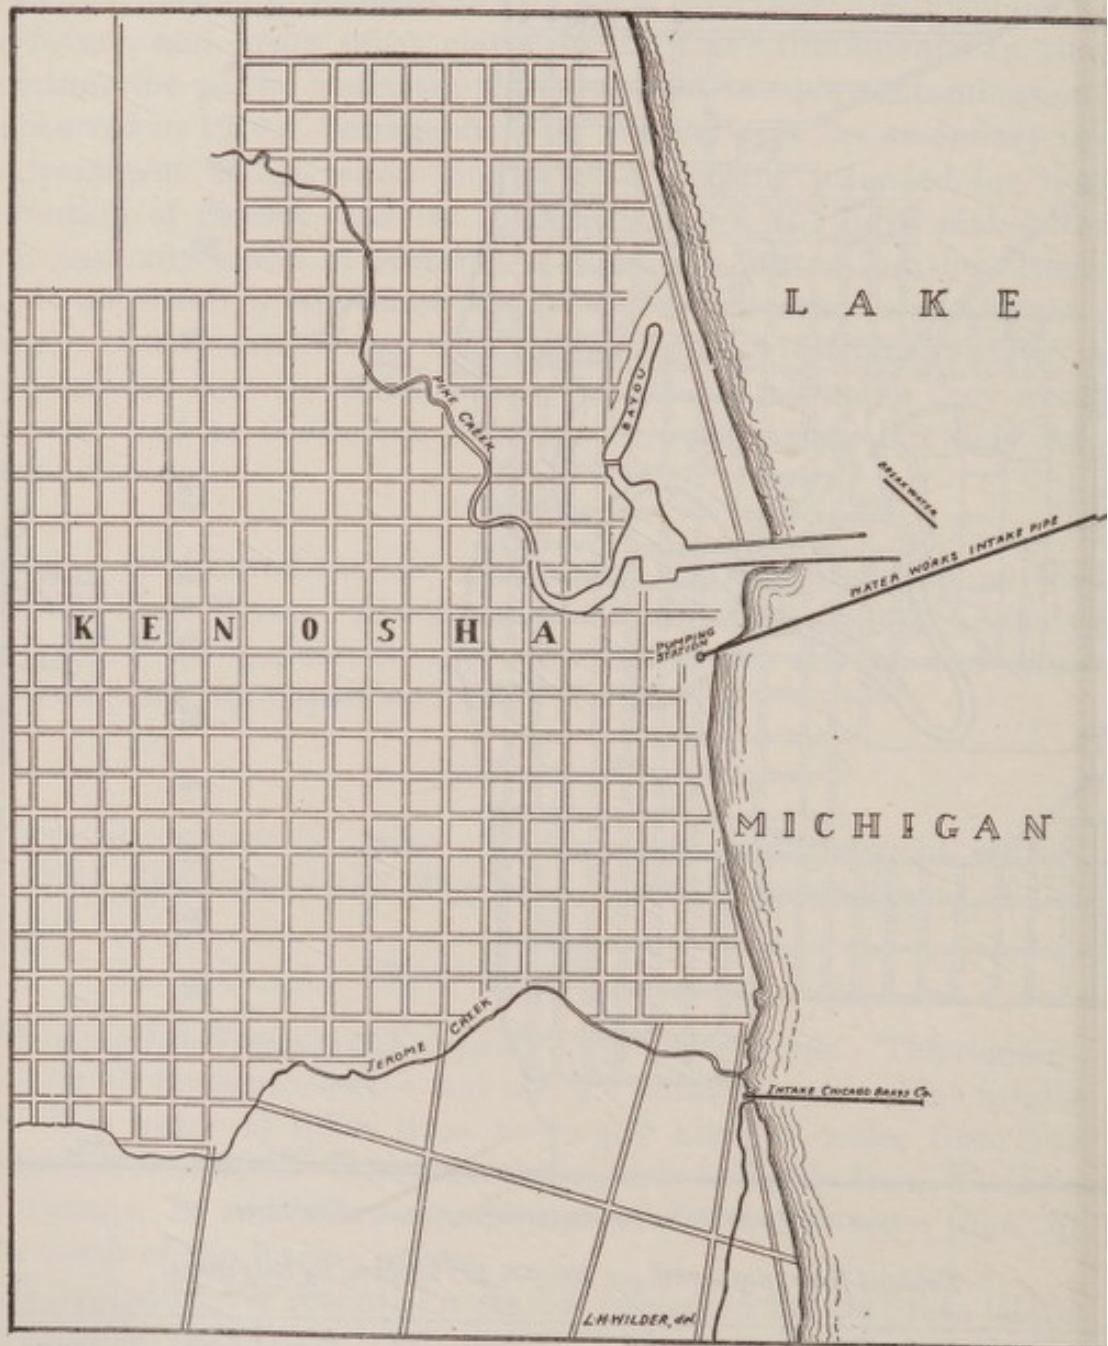 LAKE
PIKE CREEK
BAYOU
BREAKWATER
WATER WORKS INTAKE PIPE
KENOSHA
PUMPING
STATION
MICHIGAN
JEROME CREEK
INTAKE CHICAGO BRASS CO.
L.H. WILDER, del.